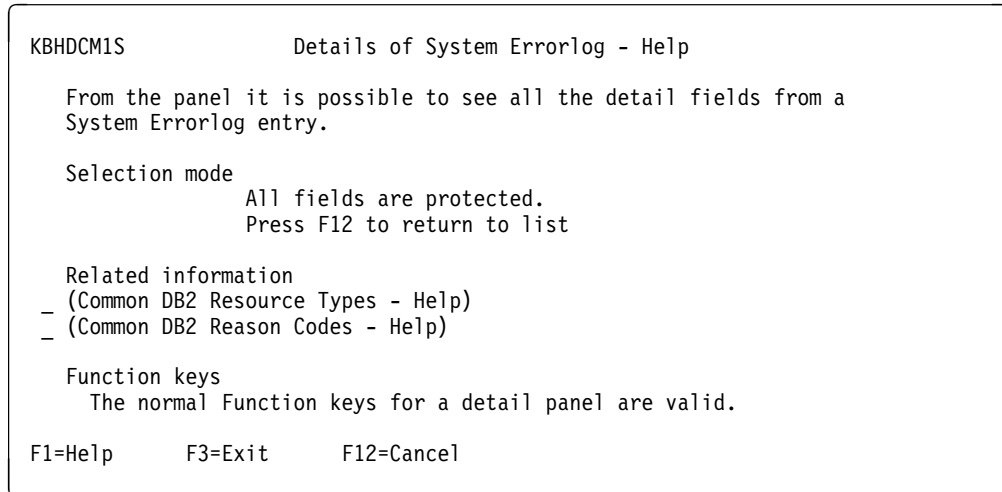 KBHDCM1S Details of System Errorlog - Help
From the panel it is possible to see all the detail fields from a
System Errorlog entry.
Selection mode
All fields are protected.
Press F12 to return to list
Related information
_ (Common DB2 Resource Types - Help)
_ (Common DB2 Reason Codes - Help)
Function keys
The normal Function keys for a detail panel are valid.
F1=Help F3=Exit F12=Cancel